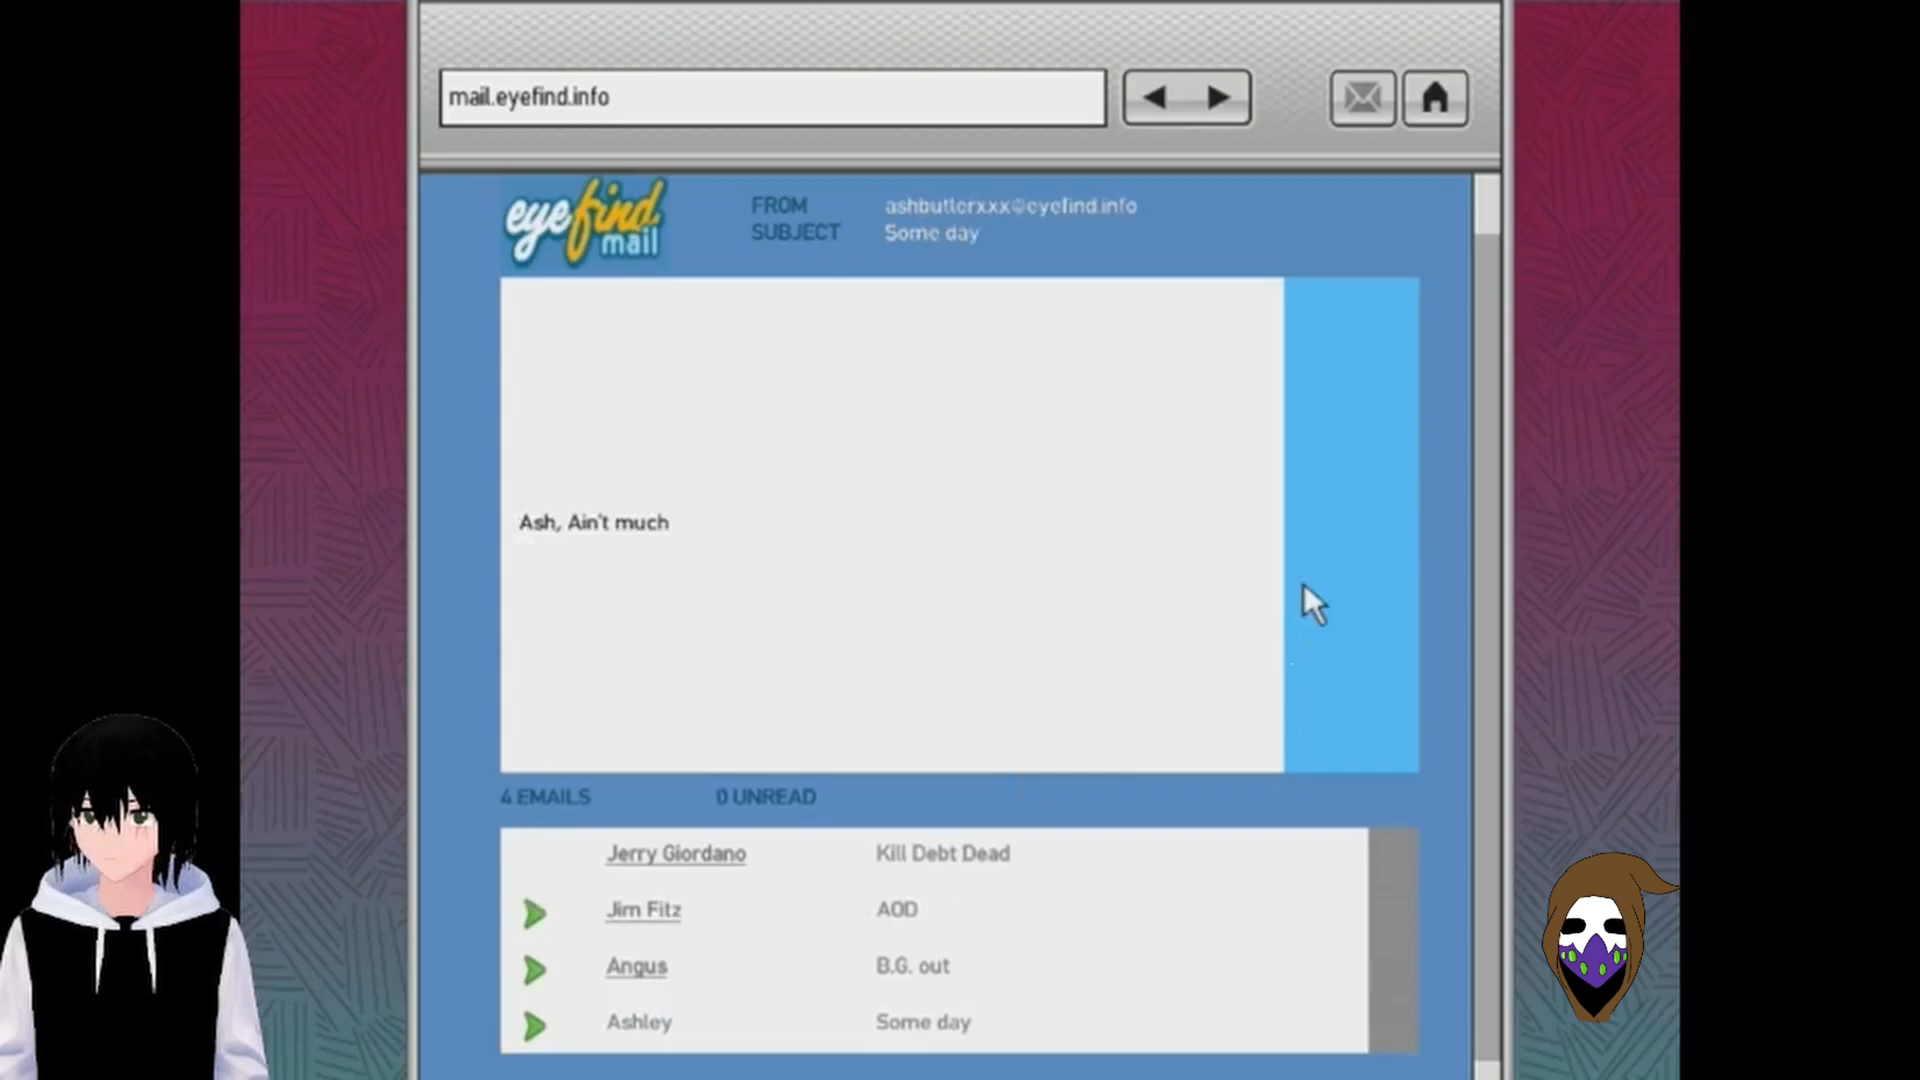 mail.eyefind.info
eyefind mail
FROM ashbutlerxxx@eyefind.info
SUBJECT Some day
Ash, Ain't much
4 EMAILS 0 UNREAD
Jerry Giordano Kill Debt Dead
Jim Fitz AOD
Angus B.G. out
Ashley Some day